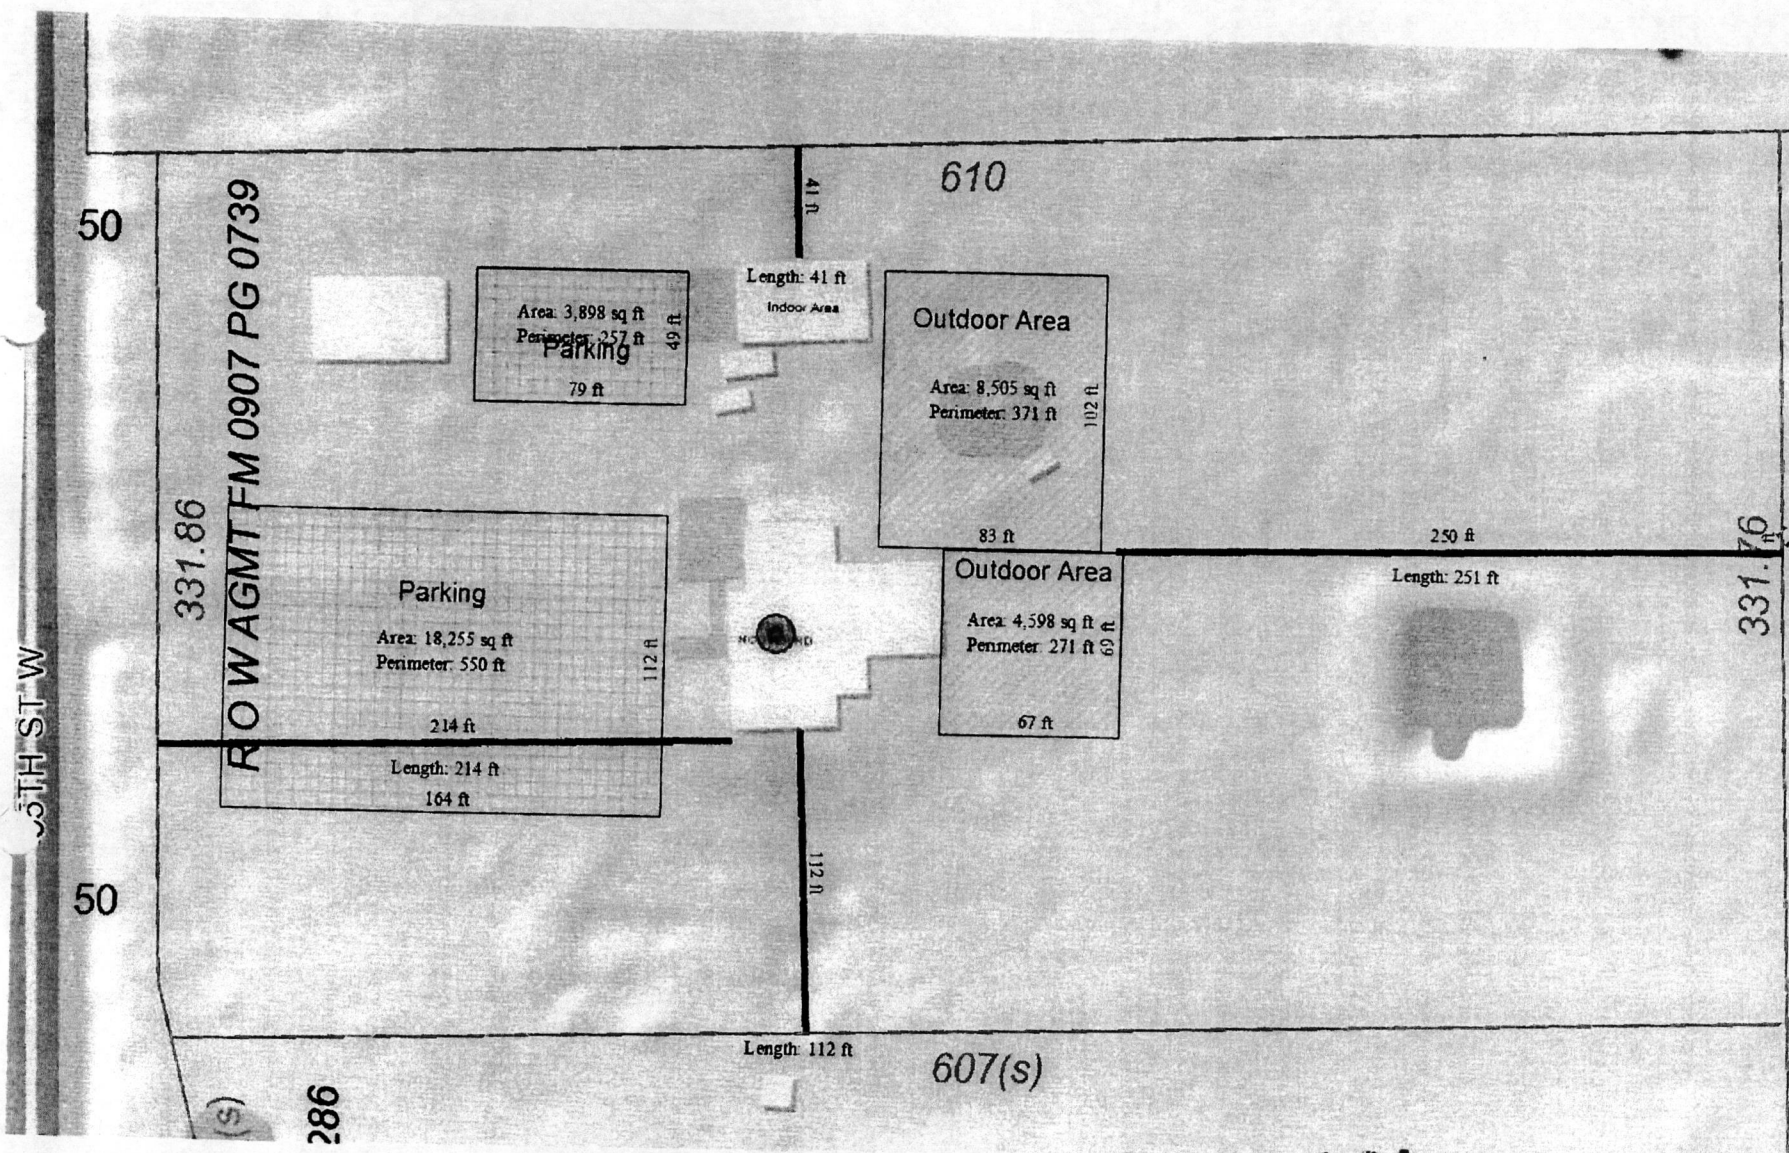 610
41 ft
50
ROW AGMT FM 0907 PG 0739
Length: 41 ft
Indoor Area
Area: 3,898 sq ft
Perimeter: 257 ft
Parking
49 ft
79 ft
Outdoor Area
Area: 8,505 sq ft
Perimeter: 371 ft
102 ft
83 ft
331.86
250 ft
Length: 251 ft
331.76
ft
Parking
Area: 18,255 sq ft
Perimeter: 550 ft
112 ft
214 ft
Length: 214 ft
164 ft
Outdoor Area
Area: 4,598 sq ft
Perimeter: 271 ft
69 ft
67 ft
5TH ST W
112 ft
50
Length: 112 ft
607(s)
286
(s)